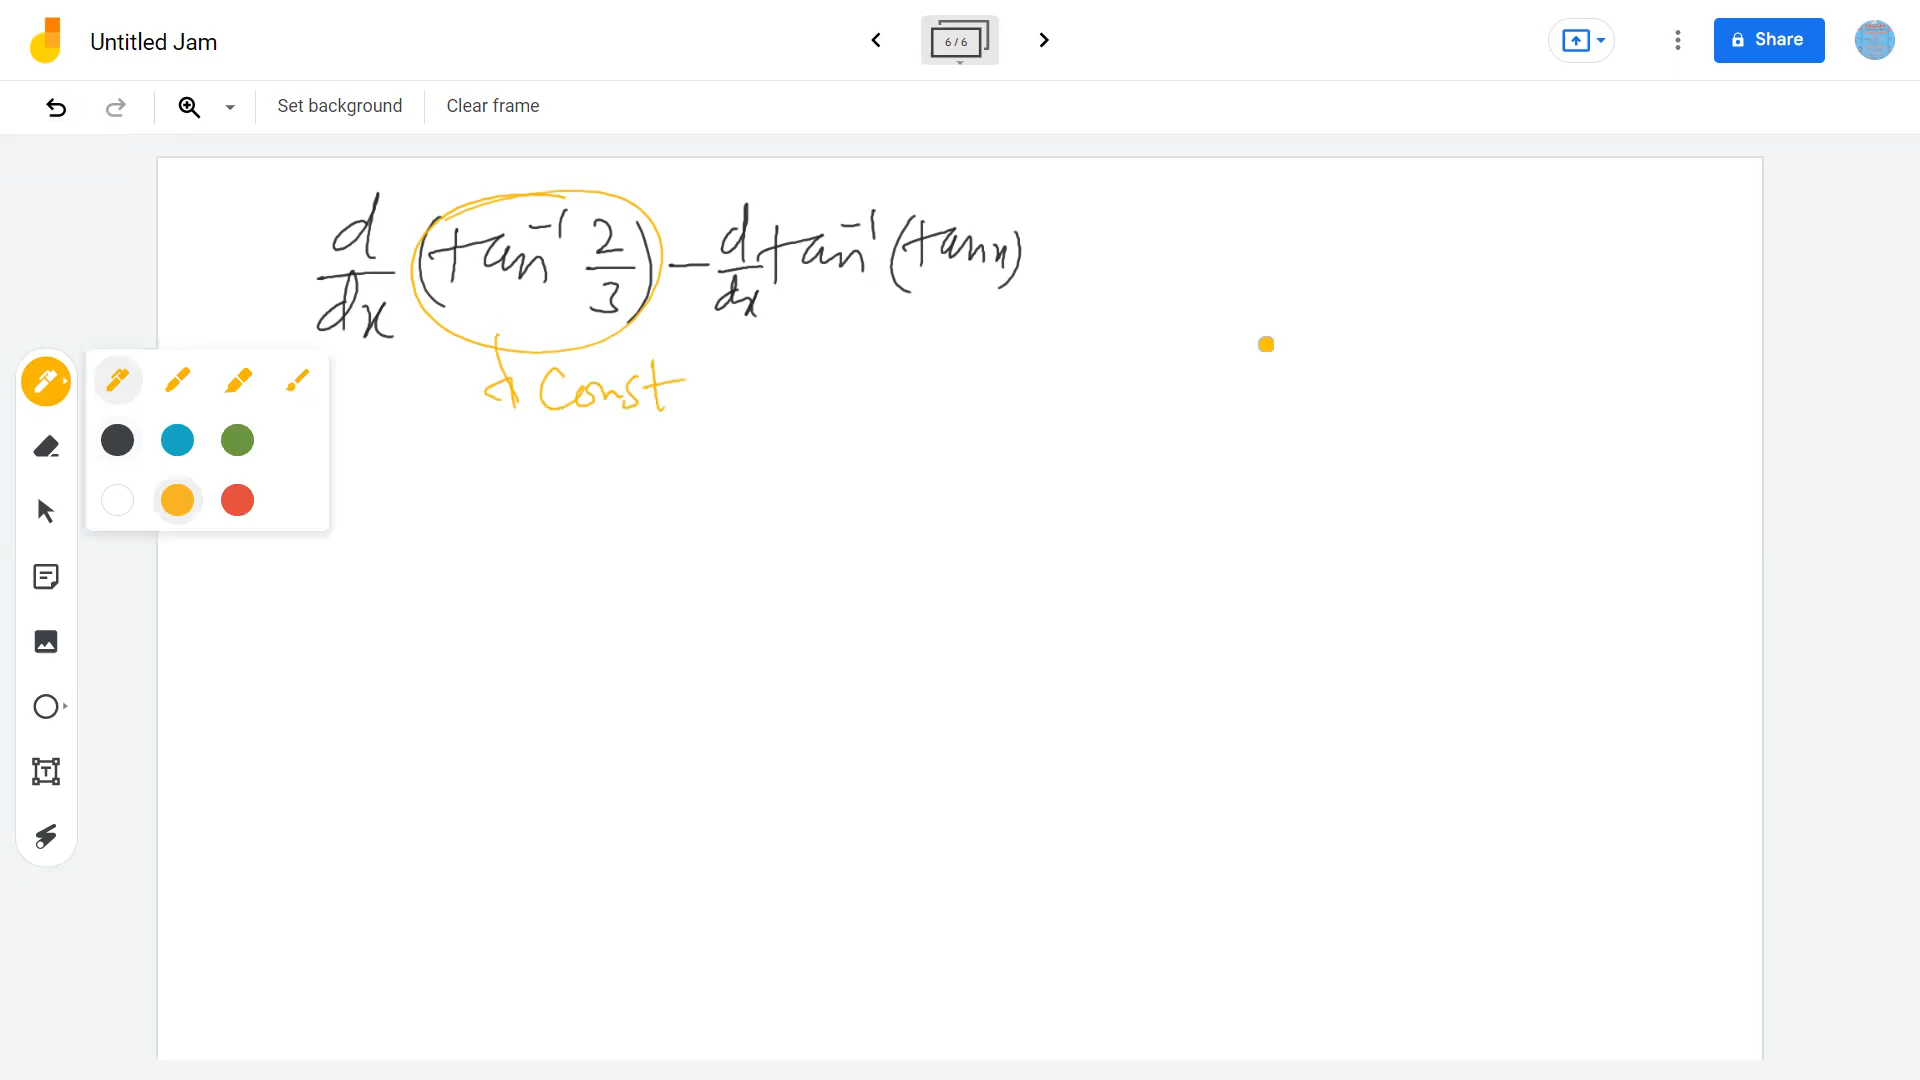 Untitled Jam
6 / 6
Share
Set background
Clear frame
d/dx (tan⁻¹ 2/3) − d/dx tan⁻¹ (tan x)
Const